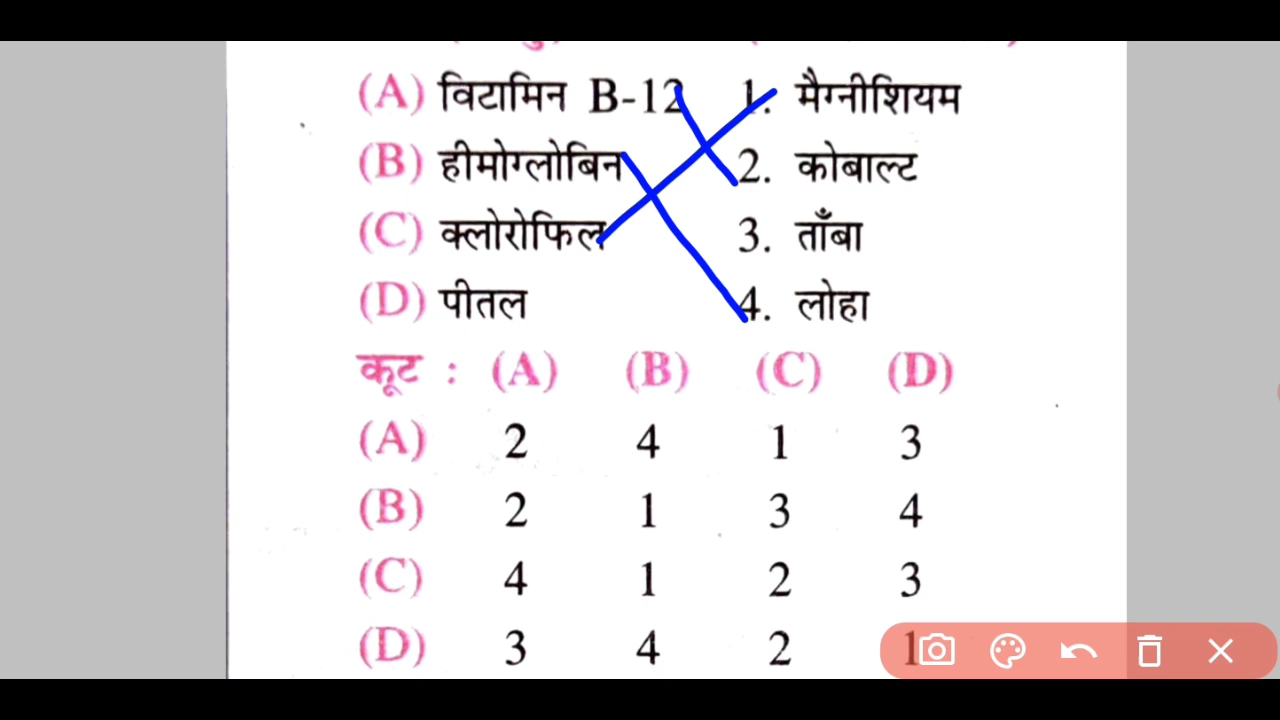 (A) विटामिन B-12 1. मैग्नीशियम
(B) हीमोग्लोबिन 2. कोबाल्ट
(C) क्लोरोफिल 3. ताँबा
(D) पीतल 4. लोहा
कूट : (A) (B) (C) (D)
(A) 2 4 1 3
(B) 2 1 3 4
(C) 4 1 2 3
(D) 3 4 2 1